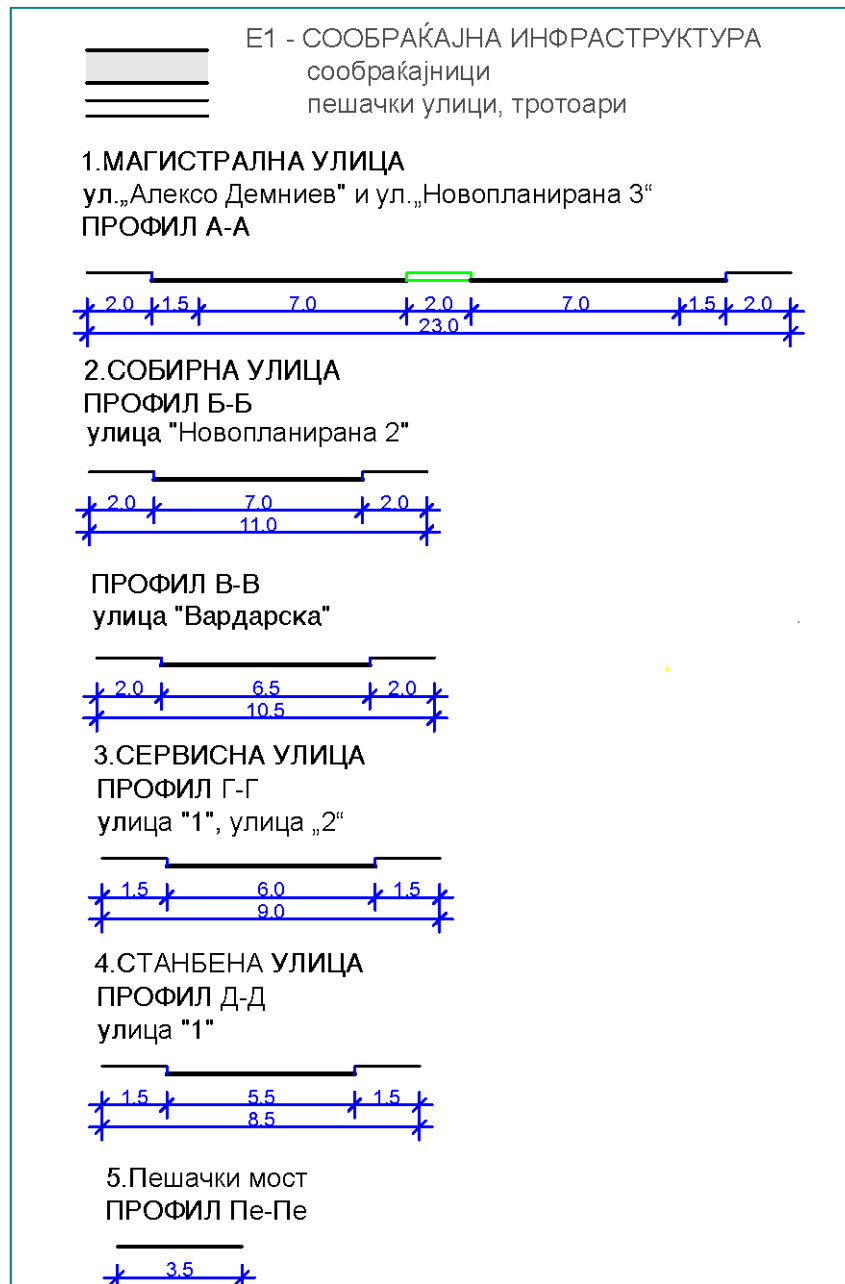 Е1 - СООБРАЌАЈНА ИНФРАСТРУКТУРА
сообраќајници
пешачки улици, тротоари
1.МАГИСТРАЛНА УЛИЦА
ул.„Алексо Демниев" и ул.„Новопланирана 3“
ПРОФИЛ А-А
2.0 1.5 7.0 2.0 7.0 1.5 2.0
23.0
2.СОБИРНА УЛИЦА
ПРОФИЛ Б-Б
улица "Новопланирана 2"
2.0 7.0 2.0
11.0
ПРОФИЛ В-В
улица "Вардарска"
2.0 6.5 2.0
10.5
3.СЕРВИСНА УЛИЦА
ПРОФИЛ Г-Г
улица "1", улица „2“
1.5 6.0 1.5
9.0
4.СТАНБЕНА УЛИЦА
ПРОФИЛ Д-Д
улица "1"
1.5 5.5 1.5
8.5
5.Пешачки мост
ПРОФИЛ Пе-Пе
3.5